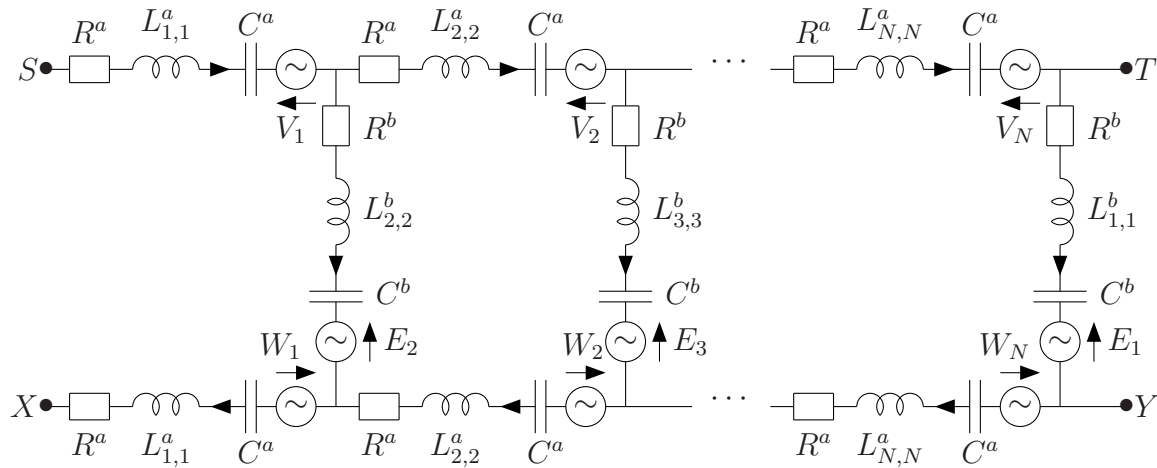 R^a L^a_{1,1} C^a R^a L^a_{2,2} C^a R^a L^a_{N,N} C^a
S ··· T
V_1 R^b V_2 R^b ··· V_N R^b
L^b_{2,2} L^b_{3,3} L^b_{1,1}
C^b C^b C^b
~ W_1 E_2 W_2 E_3 ··· W_N E_1
X ··· Y
R^a L^a_{1,1} C^a R^a L^a_{2,2} C^a R^a L^a_{N,N} C^a